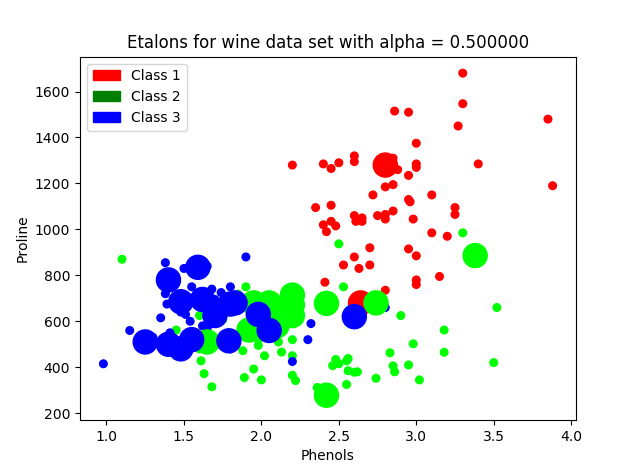 Etalons for wine data set with alpha = 0.500000
Class 1
Class 2
Class 3
Proline
1600
1400
1200
1000
800
600
400
200
1.0 1.5 2.0 2.5 3.0 3.5 4.0
Phenols